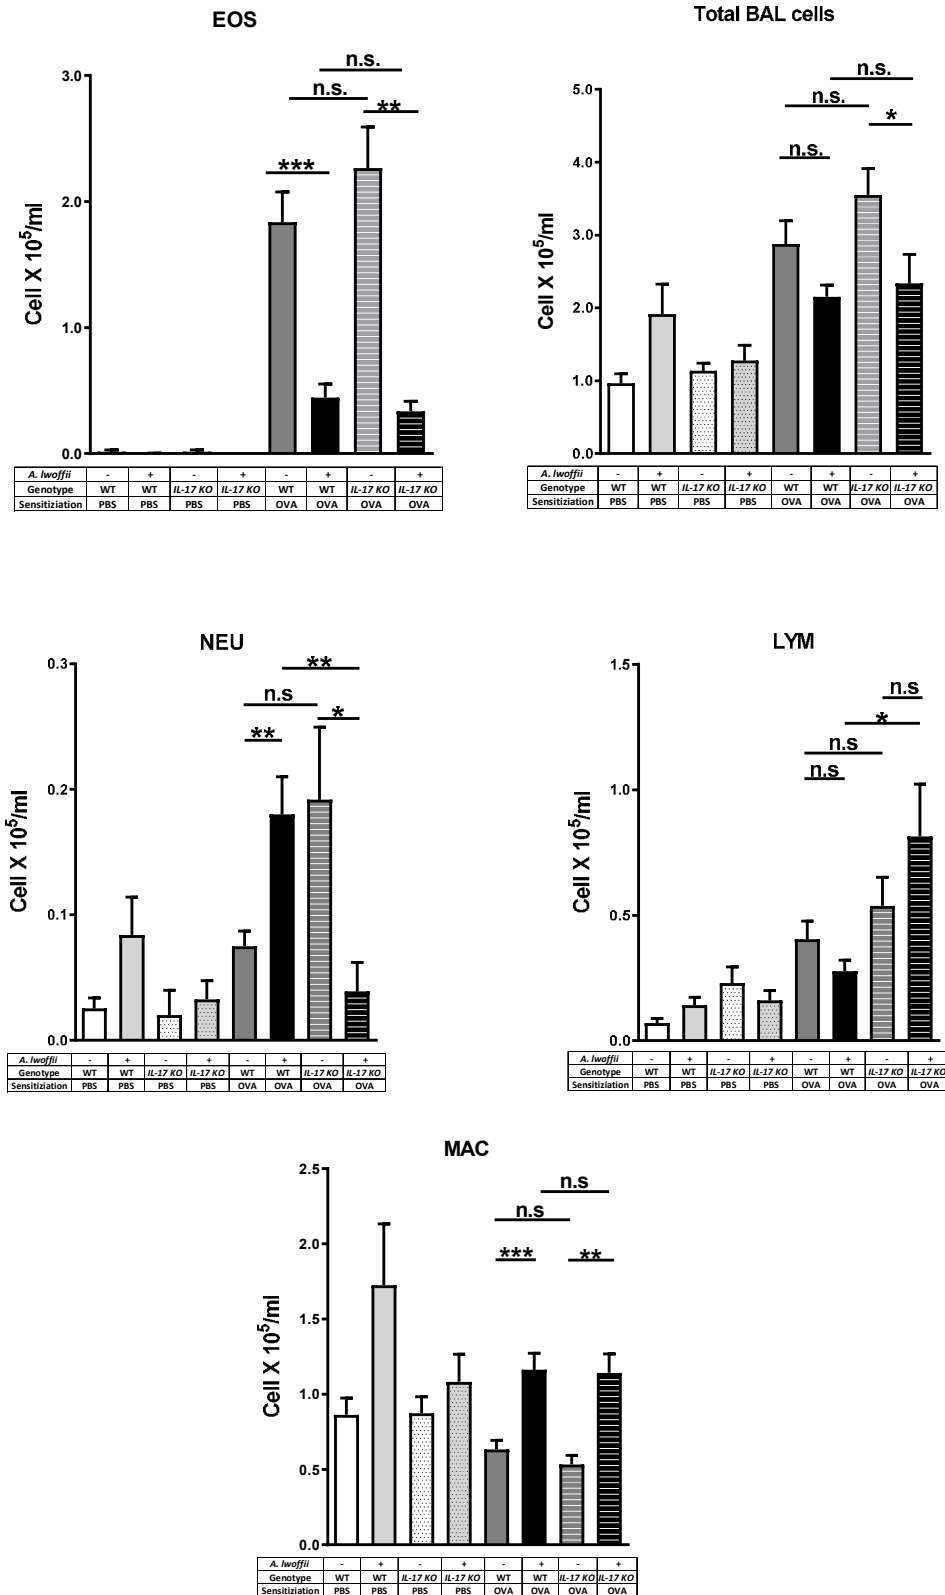 EOS
n.s.
n.s.
**
***
3.0
2.0
1.0
0.0
Cell X 10⁵/ml
A. lwoffii - + - + - + - +
Genotype WT WT IL-17 KO IL-17 KO WT WT IL-17 KO IL-17 KO
Sensitiziation PBS PBS PBS PBS OVA OVA OVA OVA
Total BAL cells
n.s.
n.s.
*
n.s.
5.0
4.0
3.0
2.0
1.0
0.0
Cell X 10⁵/ml
A. lwoffii - + - + - + - +
Genotype WT WT IL-17 KO IL-17 KO WT WT IL-17 KO IL-17 KO
Sensitiziation PBS PBS PBS PBS OVA OVA OVA OVA
NEU
**
n.s
*
**
0.3
0.2
0.1
0.0
Cell X 10⁵/ml
A. lwoffii - + - + - + - +
Genotype WT WT IL-17 KO IL-17 KO WT WT IL-17 KO IL-17 KO
Sensitiziation PBS PBS PBS PBS OVA OVA OVA OVA
LYM
n.s
*
n.s
n.s
1.5
1.0
0.5
0.0
Cell X 10⁵/ml
A. lwoffii - + - + - + - +
Genotype WT WT IL-17 KO IL-17 KO WT WT IL-17 KO IL-17 KO
Sensitiziation PBS PBS PBS PBS OVA OVA OVA OVA
MAC
n.s
n.s
***
**
2.5
2.0
1.5
1.0
0.5
0.0
Cell X 10⁵/ml
A. lwoffii - + - + - + - +
Genotype WT WT IL-17 KO IL-17 KO WT WT IL-17 KO IL-17 KO
Sensitiziation PBS PBS PBS PBS OVA OVA OVA OVA